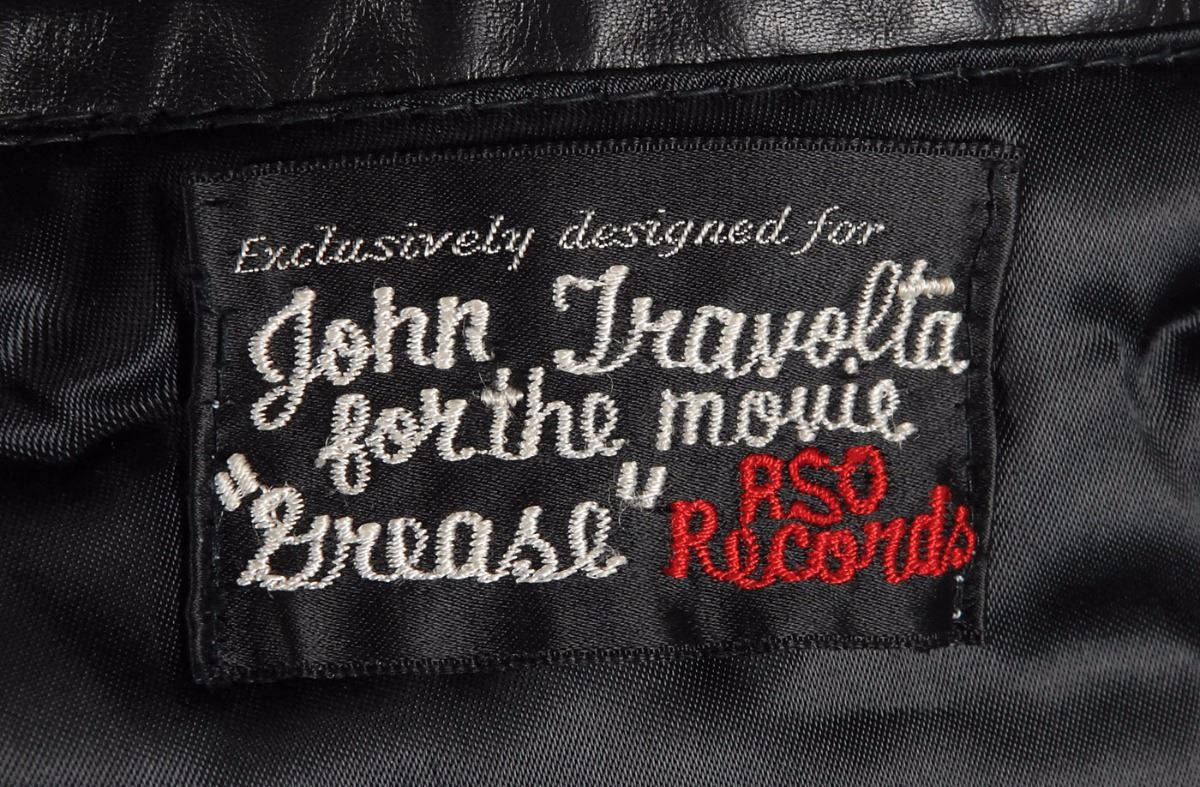 Exclusively designed for
John Travolta
for the movie
"Grease" RSO
Records